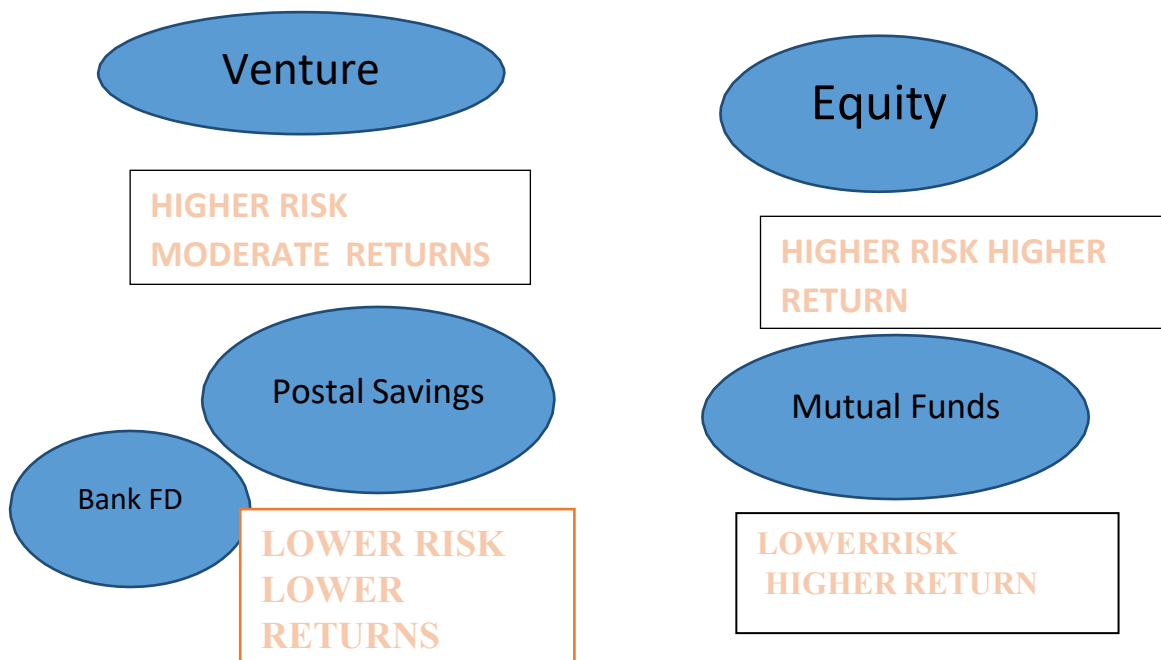 Venture
HIGHER RISK
MODERATE RETURNS
Equity
HIGHER RISK HIGHER
RETURN
Postal Savings
Bank FD
LOWER RISK
LOWER
RETURNS
Mutual Funds
LOWERRISK
HIGHER RETURN